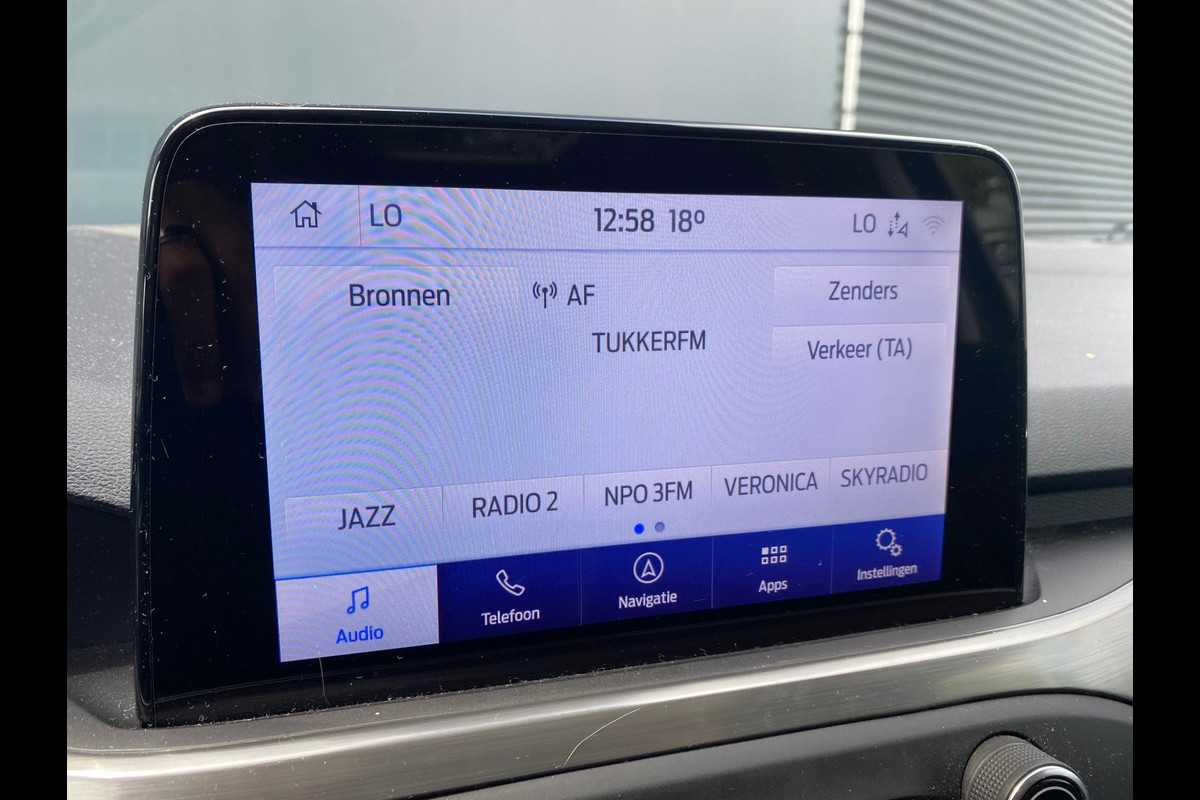 LO 12:58 18° LO
Bronnen AF Zenders
TUKKERFM
Verkeer (TA)
JAZZ RADIO 2 NPO 3FM VERONICA SKYRADIO
Audio Telefoon Navigatie Apps Instellingen